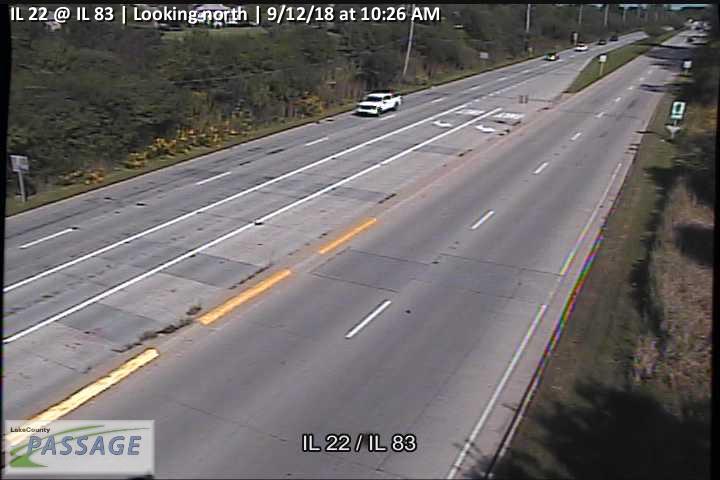 IL 22 @ IL 83 | Looking north | 9/12/18 at 10:26 AM
IL 22 / IL 83
LakeCounty
PASSAGE